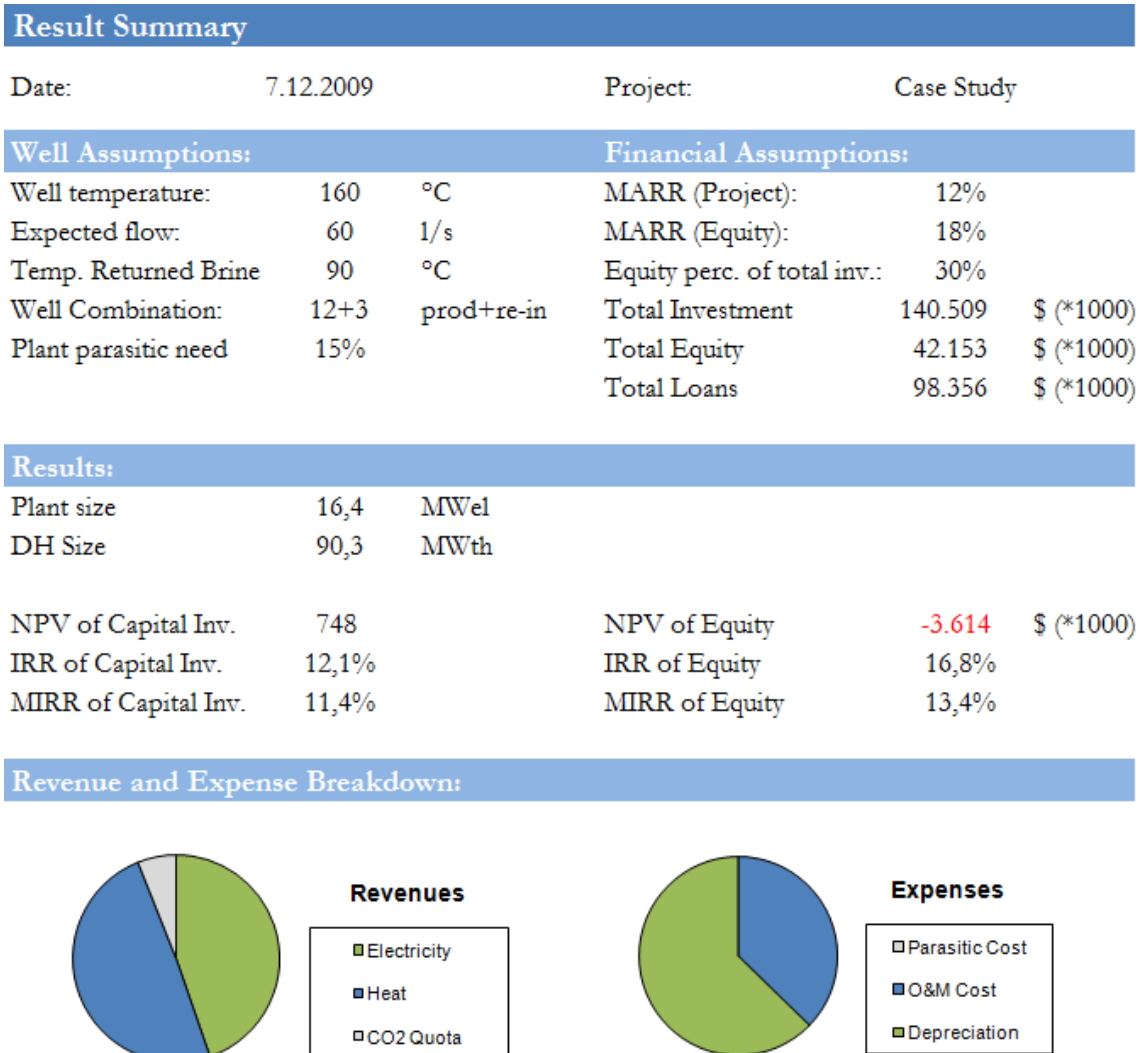 Result Summary
Date: 7.12.2009 Project: Case Study
Well Assumptions: Financial Assumptions:
Well temperature: 160 °C MARR (Project): 12%
Expected flow: 60 l/s MARR (Equity): 18%
Temp. Returned Brine 90 °C Equity perc. of total inv.: 30%
Well Combination: 12+3 prod+re-in Total Investment 140.509 $ (*1000)
Plant parasitic need 15% Total Equity 42.153 $ (*1000)
Total Loans 98.356 $ (*1000)
Results:
Plant size 16,4 MWel
DH Size 90,3 MWth
NPV of Capital Inv. 748 NPV of Equity -3.614 $ (*1000)
IRR of Capital Inv. 12,1% IRR of Equity 16,8%
MIRR of Capital Inv. 11,4% MIRR of Equity 13,4%
Revenue and Expense Breakdown:
Revenues
Electricity
Heat
CO2 Quota
Expenses
Parasitic Cost
O&M Cost
Depreciation